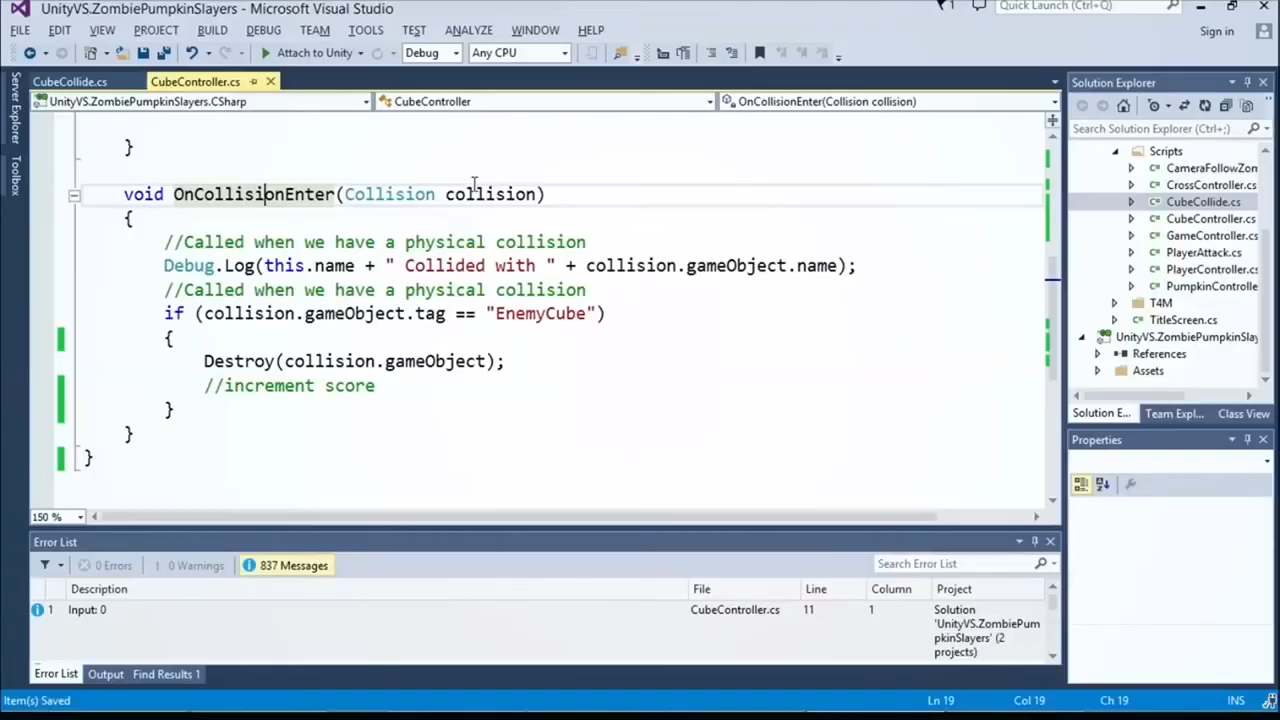 UnityVS.ZombiePumpkinSlayers - Microsoft Visual Studio
1
Quick Launch (Ctrl+;)
FILE EDIT VIEW PROJECT BUILD DEBUG TEAM TOOLS TEST ANALYZE WINDOW HELP
Sign in
Attach to Unity Debug Any CPU
Server Explorer
Toolbox
CubeCollide.cs CubeController.cs
UnityVS.ZombiePumpkinSlayers.CSharp CubeController OnCollisionEnter(Collision collision)
}
void OnCollisionEnter(Collision collision)
{
//Called when we have a physical collision
Debug.Log(this.name + " Collided with " + collision.gameObject.name);
//Called when we have a physical collision
if (collision.gameObject.tag == "EnemyCube")
{
Destroy(collision.gameObject);
//increment score
}
}
}
150 %
Solution Explorer
Search Solution Explorer (Ctrl+;)
Scripts
C# CameraFollowZom
C# CrossController.cs
C# CubeCollide.cs
C# CubeController.cs
C# GameController.cs
C# PlayerAttack.cs
C# PlayerController.cs
C# PumpkinControlle
T4M
C# TitleScreen.cs
UnityVS.ZombiePumpkinSlay
References
Assets
Solution E... Team Expl... Class View
Properties
Error List
0 Errors 0 Warnings 837 Messages Search Error List
Description File Line Column Project
1 Input: 0 CubeController.cs 11 1 Solution
'UnityVS.ZombiePum
pkinSlayers' (2
projects)
Error List Output Find Results 1
Item(s) Saved Ln 19 Col 19 Ch 19 INS